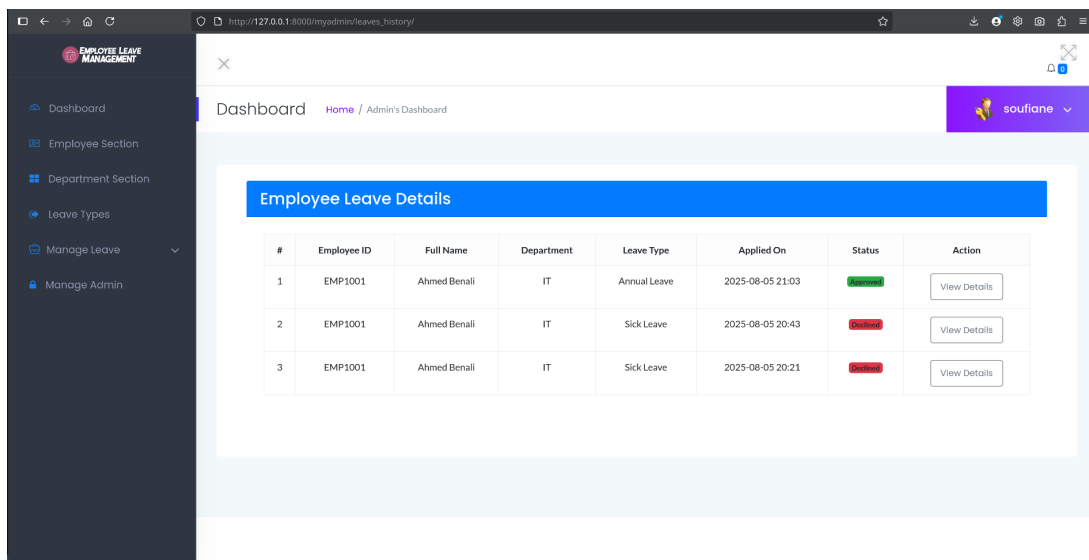 http://127.0.0.1:8000/myadmin/leaves_history/
EMPLOYEE LEAVE
MANAGEMENT
0
Dashboard
Employee Section
Department Section
Leave Types
Manage Leave
Manage Admin
Dashboard Home / Admin's Dashboard
soufiane
Employee Leave Details
# Employee ID Full Name Department Leave Type Applied On Status Action
1 EMP1001 Ahmed Benali IT Annual Leave 2025-08-05 21:03 Approved View Details
2 EMP1001 Ahmed Benali IT Sick Leave 2025-08-05 20:43 Declined View Details
3 EMP1001 Ahmed Benali IT Sick Leave 2025-08-05 20:21 Declined View Details